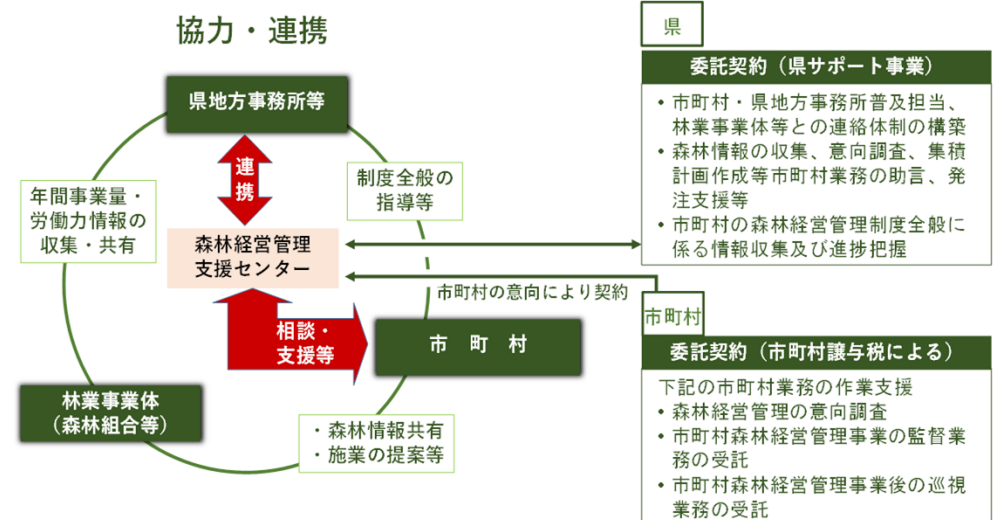 協力・連携
県地方事務所等
連
携
年間事業量・
労働力情報の
収集・共有
制度全般の
指導等
森林経営管理
支援センター
市町村の意向により契約
相談・
支援等
市　町　村
林業事業体
（森林組合等）
・森林情報共有
・施業の提案等
県
委託契約（県サポート事業）
• 市町村・県地方事務所普及担当、
林業事業体等との連絡体制の構築
• 森林情報の収集、意向調査、集積
計画作成等市町村業務の助言、発
注支援等
• 市町村の森林経営管理制度全般に
係る情報収集及び進捗把握
市町村
委託契約（市町村譲与税による）
下記の市町村業務の作業支援
• 森林経営管理の意向調査
• 市町村森林経営管理事業の監督業
務の受託
• 市町村森林経営管理事業後の巡視
業務の受託